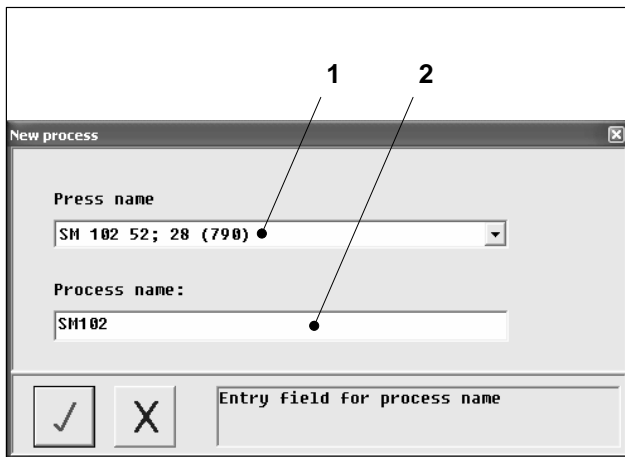 1 2
New process
Press name
SM 102 52; 28 (790)
Process name:
SM102
Entry field for process name